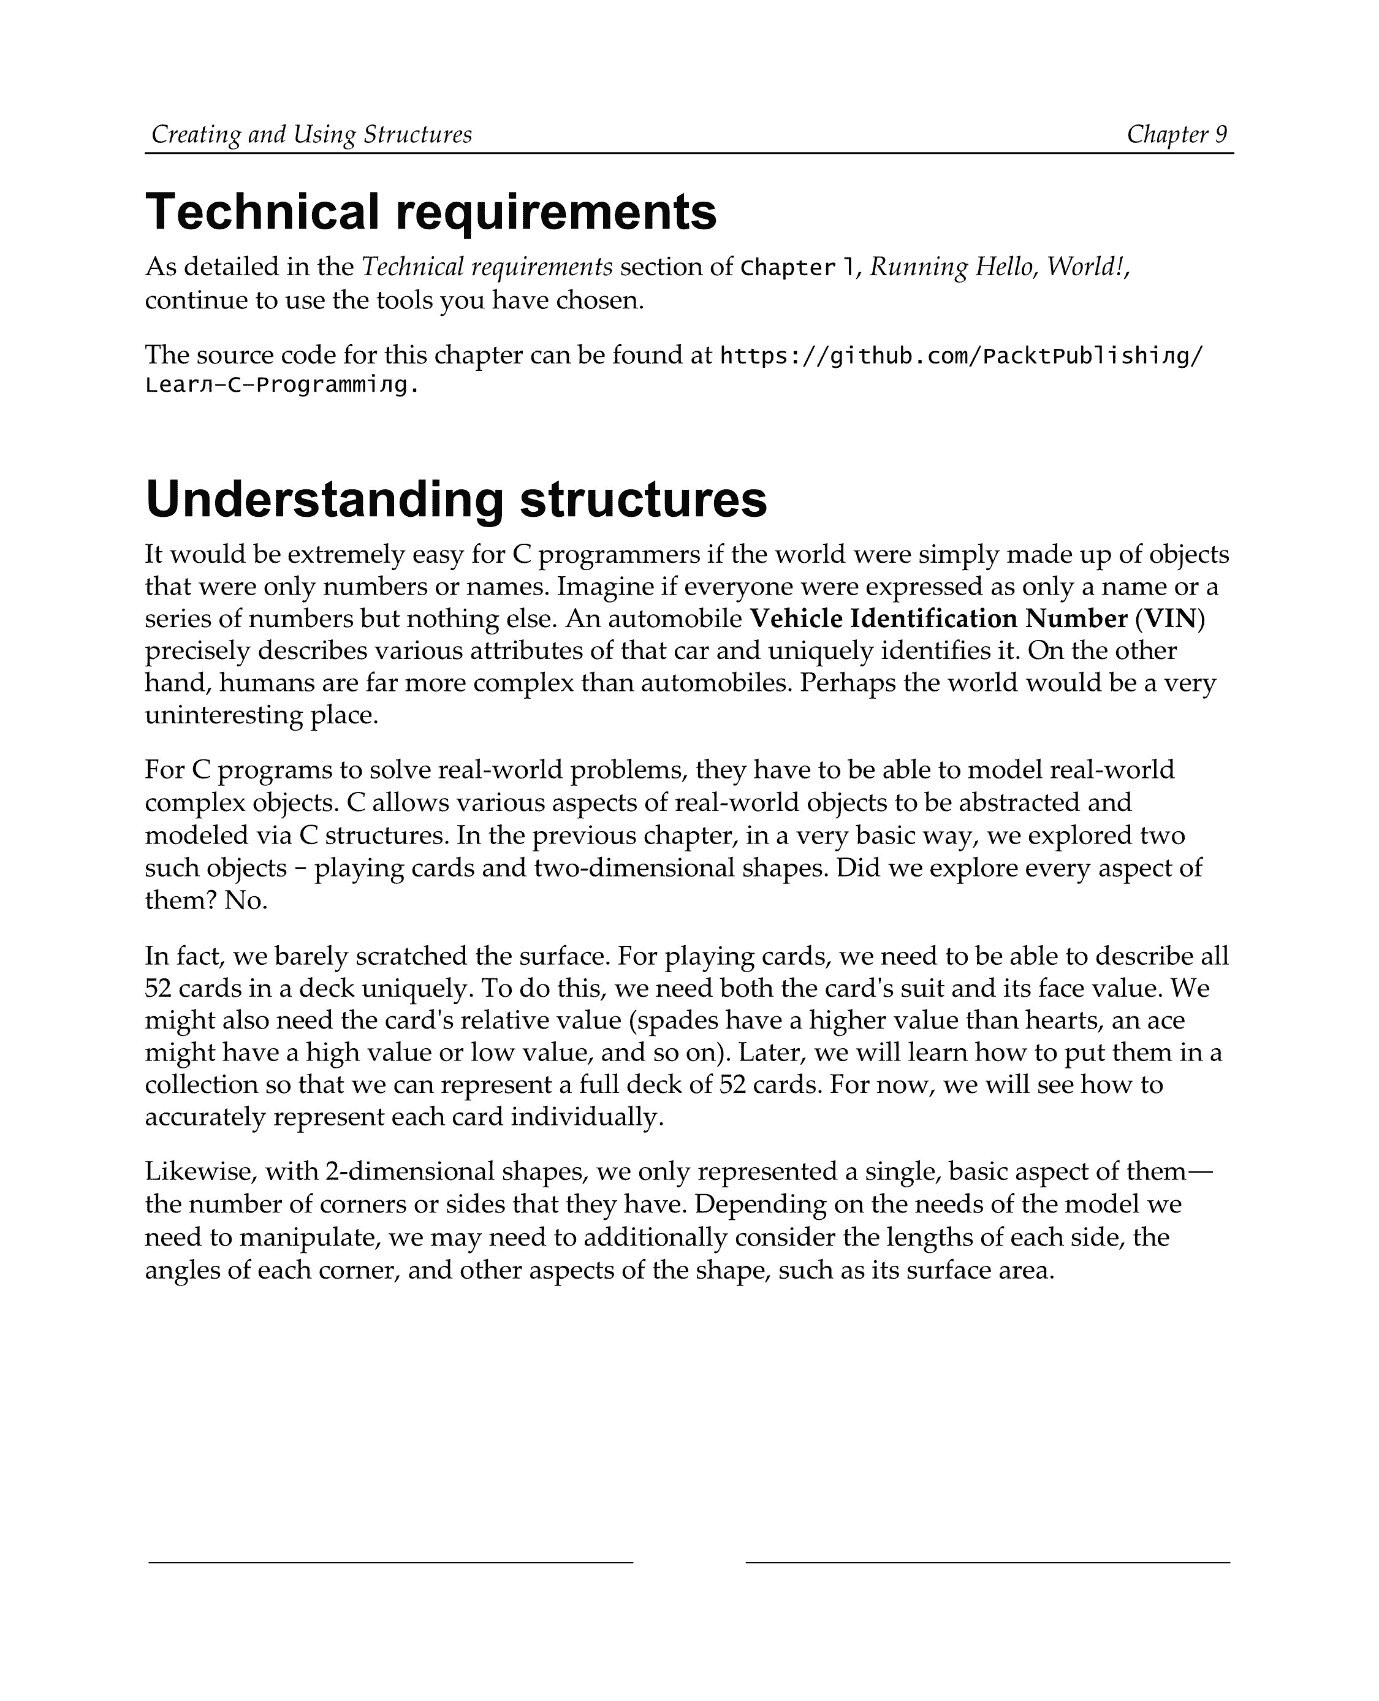 Creating and Using Structures Chapter 9
Technical requirements
As detailed in the Technical requirements section of Chapter 1, Running Hello, World!,
continue to use the tools you have chosen.
The source code for this chapter can be found at https://github.com/PacktPublishing/
Learn-C-Programming.
Understanding structures
It would be extremely easy for C programmers if the world were simply made up of objects
that were only numbers or names. Imagine if everyone were expressed as only a name or a
series of numbers but nothing else. An automobile Vehicle Identification Number (VIN)
precisely describes various attributes of that car and uniquely identifies it. On the other
hand, humans are far more complex than automobiles. Perhaps the world would be a very
uninteresting place.
For C programs to solve real-world problems, they have to be able to model real-world
complex objects. C allows various aspects of real-world objects to be abstracted and
modeled via C structures. In the previous chapter, in a very basic way, we explored two
such objects – playing cards and two-dimensional shapes. Did we explore every aspect of
them? No.
In fact, we barely scratched the surface. For playing cards, we need to be able to describe all
52 cards in a deck uniquely. To do this, we need both the card's suit and its face value. We
might also need the card's relative value (spades have a higher value than hearts, an ace
might have a high value or low value, and so on). Later, we will learn how to put them in a
collection so that we can represent a full deck of 52 cards. For now, we will see how to
accurately represent each card individually.
Likewise, with 2-dimensional shapes, we only represented a single, basic aspect of them—
the number of corners or sides that they have. Depending on the needs of the model we
need to manipulate, we may need to additionally consider the lengths of each side, the
angles of each corner, and other aspects of the shape, such as its surface area.